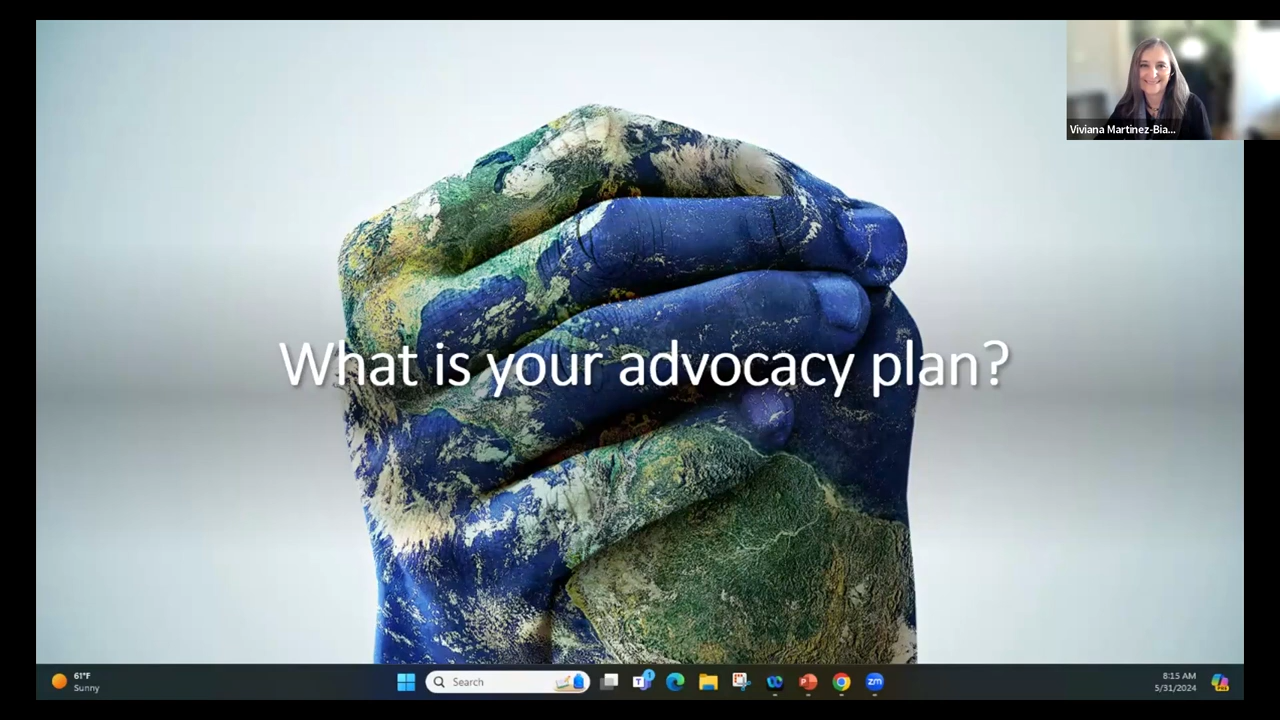 Viviana Martinez-Bia...
What is your advocacy plan?
61°F
Sunny
Search
8:15 AM
5/31/2024